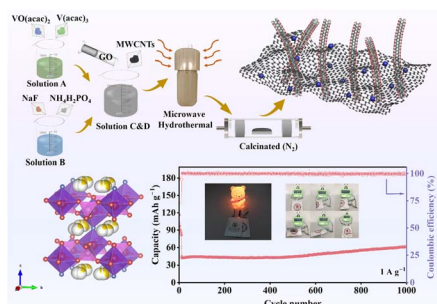 VO(acac)₂ V(acac)₃
GO
MWCNTs
Solution A
NaF NH₄H₂PO₄
Solution C&D
Microwave
Hydrothermal
Solution B
Calcinated (N₂)
Capacity (mAh g⁻¹)
180
150
120
90
60
30
0
100
75
50
25
0
Coulombic efficiency (%)
1 A g⁻¹
0 200 400 600 800 1000
Cycle number